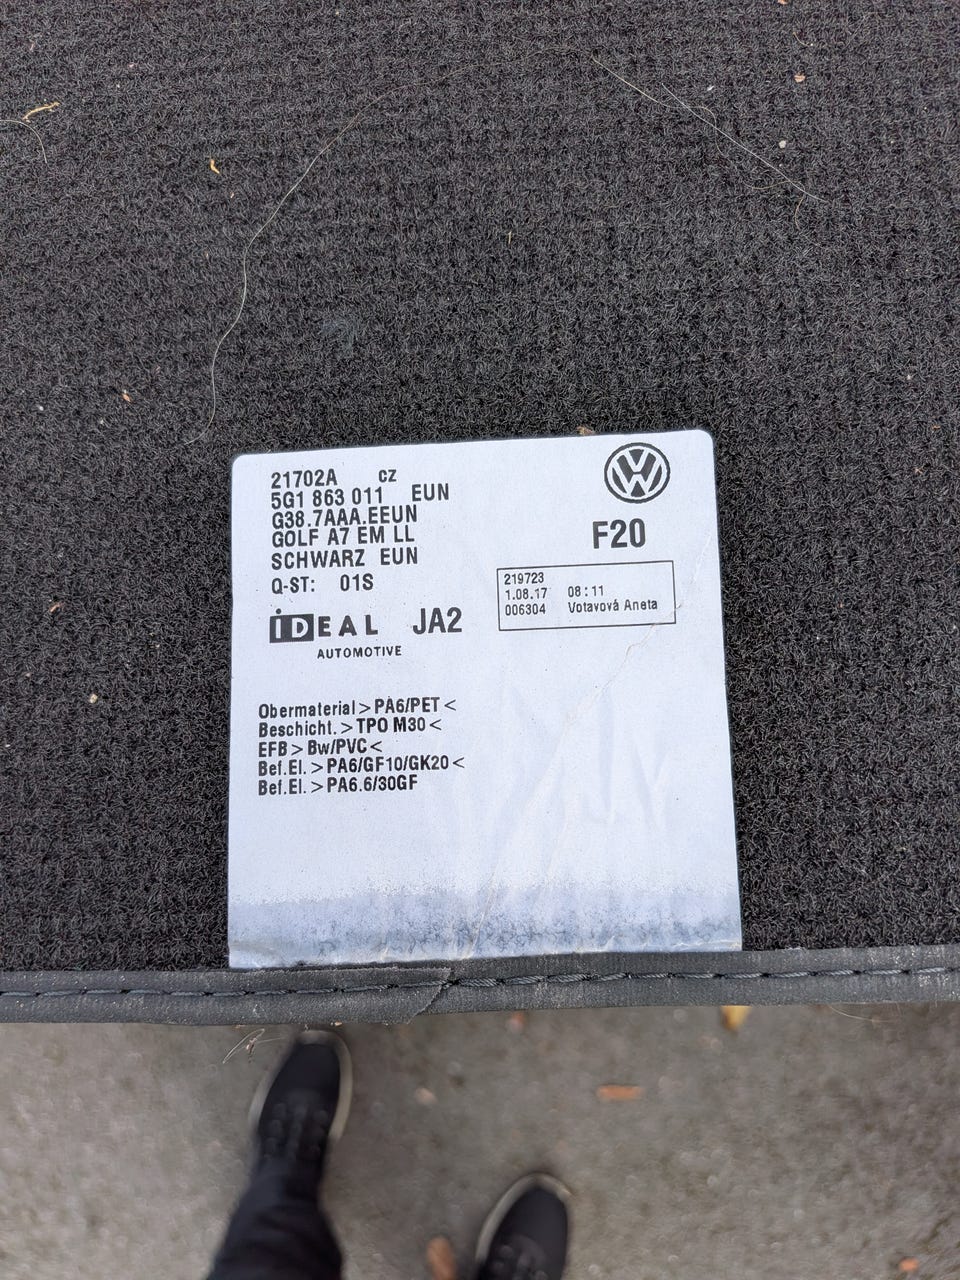 21702A CZ
5G1 863 011 EUN
G38.7AAA.EEUN
GOLF A7 EM LL
SCHWARZ EUN
Q-ST: 01S
iDEAL JA2
AUTOMOTIVE
VW
F20
219723
1.08.17 08:11
006304 Votavová Aneta
Obermaterial > PA6/PET <
Beschicht. > TPO M30 <
EFB > Bw/PVC <
Bef.El. > PA6/GF10/GK20 <
Bef.El. > PA6.6/30GF